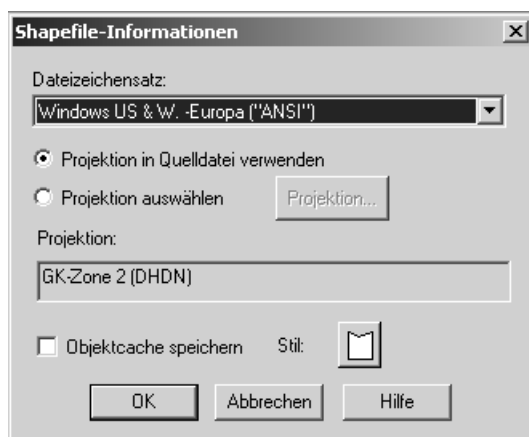 Shapefile-Informationen
Dateizeichensatz:
Windows US & W. -Europa ("ANSI")
Projektion in Quelldatei verwenden
Projektion auswählen
Projektion...
Projektion:
GK-Zone 2 (DHDN)
Objektcache speichern Stil:
OK Abbrechen Hilfe